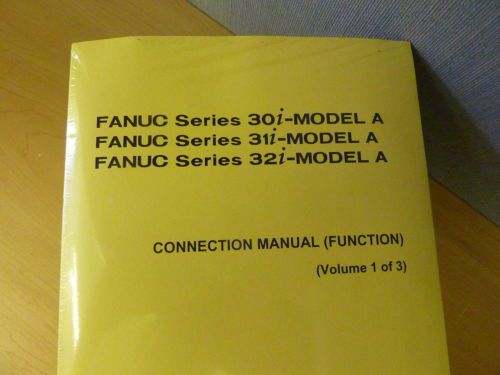 FANUC Series 30i-MODEL A
FANUC Series 31i-MODEL A
FANUC Series 32i-MODEL A
CONNECTION MANUAL (FUNCTION)
(Volume 1 of 3)